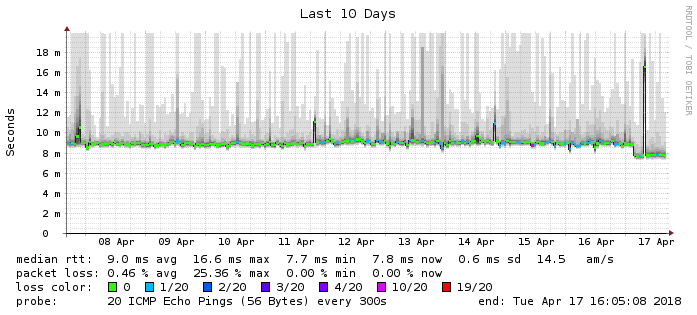 Last 10 Days
RRDTOOL / TOBI OETIKER
Seconds
18 m
16 m
14 m
12 m
10 m
8 m
6 m
4 m
2 m
0
08 Apr 09 Apr 10 Apr 11 Apr 12 Apr 13 Apr 14 Apr 15 Apr 16 Apr 17 Apr
median rtt: 9.0 ms avg 16.6 ms max 7.7 ms min 7.8 ms now 0.6 ms sd 14.5 am/s
packet loss: 0.46 % avg 25.36 % max 0.00 % min 0.00 % now
loss color: 0 1/20 2/20 3/20 4/20 10/20 19/20
probe: 20 ICMP Echo Pings (56 Bytes) every 300s end: Tue Apr 17 16:05:08 2018